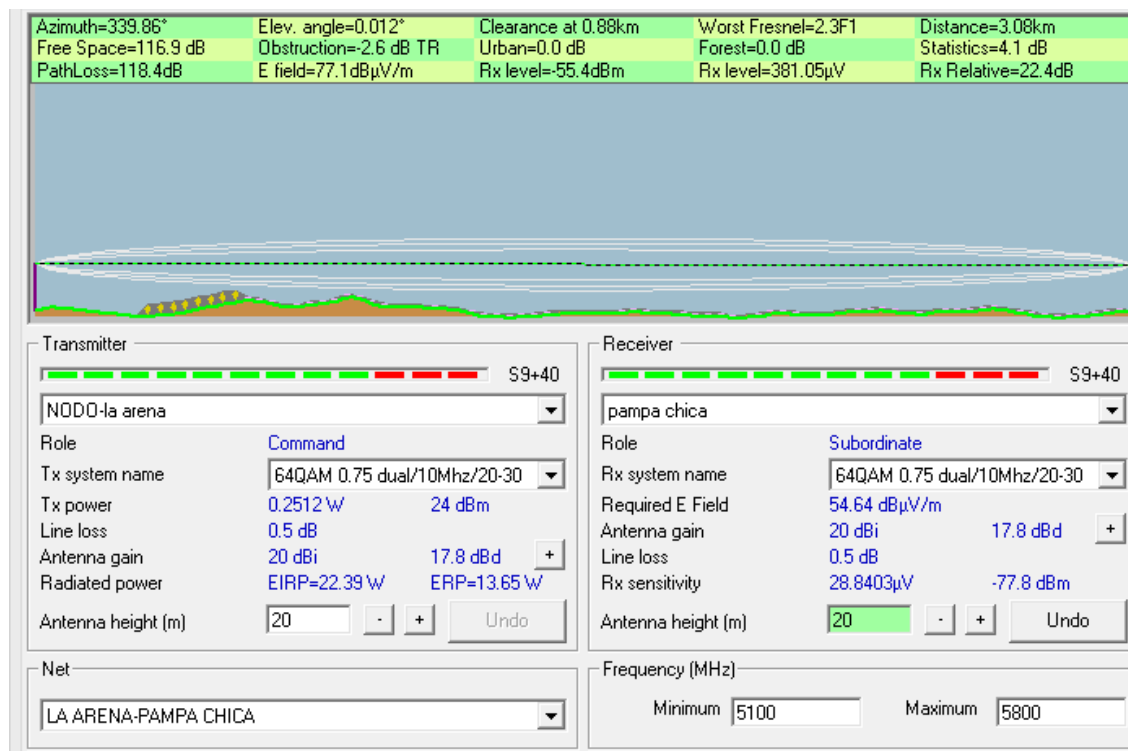 Azimuth=339.86° Elev. angle=0.012° Clearance at 0.88km Worst Fresnel=2.3F1 Distance=3.08km
Free Space=116.9 dB Obstruction=-2.6 dB TR Urban=0.0 dB Forest=0.0 dB Statistics=4.1 dB
PathLoss=118.4dB E field=77.1dBµV/m Rx level=-55.4dBm Rx level=381.05µV Rx Relative=22.4dB
Transmitter
S9+40
NODO-la arena
Role Command
Tx system name 64QAM 0.75 dual/10Mhz/20-30
Tx power 0.2512 W 24 dBm
Line loss 0.5 dB
Antenna gain 20 dBi 17.8 dBd +
Radiated power EIRP=22.39 W ERP=13.65 W
Antenna height (m) 20 - + Undo
Net
LA ARENA-PAMPA CHICA
Receiver
S9+40
pampa chica
Role Subordinate
Rx system name 64QAM 0.75 dual/10Mhz/20-30
Required E Field 54.64 dBµV/m
Antenna gain 20 dBi 17.8 dBd +
Line loss 0.5 dB
Rx sensitivity 28.8403µV -77.8 dBm
Antenna height (m) 20 - + Undo
Frequency (MHz)
Minimum 5100 Maximum 5800